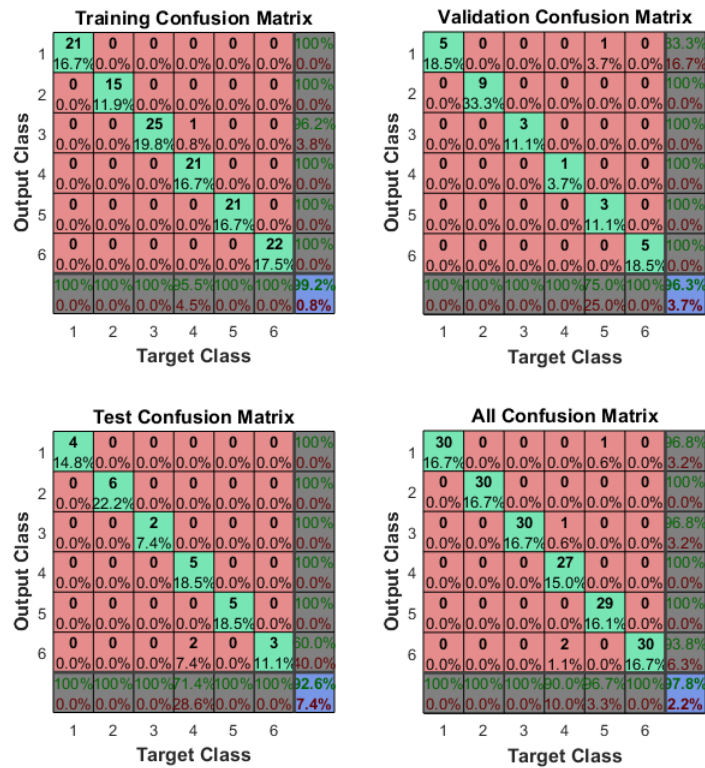 Training Confusion Matrix
Output Class
1
21 0 0 0 0 0 100%
16.7% 0.0% 0.0% 0.0% 0.0% 0.0% 0.0%
2
0 15 0 0 0 0 100%
0.0% 11.9% 0.0% 0.0% 0.0% 0.0% 0.0%
3
0 0 25 1 0 0 96.2%
0.0% 0.0% 19.8% 0.8% 0.0% 0.0% 3.8%
4
0 0 0 21 0 0 100%
0.0% 0.0% 0.0% 16.7% 0.0% 0.0% 0.0%
5
0 0 0 0 21 0 100%
0.0% 0.0% 0.0% 0.0% 16.7% 0.0% 0.0%
6
0 0 0 0 0 22 100%
0.0% 0.0% 0.0% 0.0% 0.0% 17.5% 0.0%
100% 100% 100% 95.5% 100% 100% 99.2%
0.0% 0.0% 0.0% 4.5% 0.0% 0.0% 0.8%
1 2 3 4 5 6
Target Class
Validation Confusion Matrix
Output Class
1
5 0 0 0 1 0 83.3%
18.5% 0.0% 0.0% 0.0% 3.7% 0.0% 16.7%
2
0 9 0 0 0 0 100%
0.0% 33.3% 0.0% 0.0% 0.0% 0.0% 0.0%
3
0 0 3 0 0 0 100%
0.0% 0.0% 11.1% 0.0% 0.0% 0.0% 0.0%
4
0 0 0 1 0 0 100%
0.0% 0.0% 0.0% 3.7% 0.0% 0.0% 0.0%
5
0 0 0 0 3 0 100%
0.0% 0.0% 0.0% 0.0% 11.1% 0.0% 0.0%
6
0 0 0 0 0 5 100%
0.0% 0.0% 0.0% 0.0% 0.0% 18.5% 0.0%
100% 100% 100% 100% 75.0% 100% 96.3%
0.0% 0.0% 0.0% 0.0% 25.0% 0.0% 3.7%
1 2 3 4 5 6
Target Class
Test Confusion Matrix
Output Class
1
4 0 0 0 0 0 100%
14.8% 0.0% 0.0% 0.0% 0.0% 0.0% 0.0%
2
0 6 0 0 0 0 100%
0.0% 22.2% 0.0% 0.0% 0.0% 0.0% 0.0%
3
0 0 2 0 0 0 100%
0.0% 0.0% 7.4% 0.0% 0.0% 0.0% 0.0%
4
0 0 0 5 0 0 100%
0.0% 0.0% 0.0% 18.5% 0.0% 0.0% 0.0%
5
0 0 0 0 5 0 100%
0.0% 0.0% 0.0% 0.0% 18.5% 0.0% 0.0%
6
0 0 0 2 0 3 60.0%
0.0% 0.0% 0.0% 7.4% 0.0% 11.1% 40.0%
100% 100% 100% 71.4% 100% 100% 92.6%
0.0% 0.0% 0.0% 28.6% 0.0% 0.0% 7.4%
1 2 3 4 5 6
Target Class
All Confusion Matrix
Output Class
1
30 0 0 0 1 0 96.8%
16.7% 0.0% 0.0% 0.0% 0.6% 0.0% 3.2%
2
0 30 0 0 0 0 100%
0.0% 16.7% 0.0% 0.0% 0.0% 0.0% 0.0%
3
0 0 30 1 0 0 96.8%
0.0% 0.0% 16.7% 0.6% 0.0% 0.0% 3.2%
4
0 0 0 27 0 0 100%
0.0% 0.0% 0.0% 15.0% 0.0% 0.0% 0.0%
5
0 0 0 0 29 0 100%
0.0% 0.0% 0.0% 0.0% 16.1% 0.0% 0.0%
6
0 0 0 2 0 30 93.8%
0.0% 0.0% 0.0% 1.1% 0.0% 16.7% 6.3%
100% 100% 100% 90.0% 96.7% 100% 97.8%
0.0% 0.0% 0.0% 10.0% 3.3% 0.0% 2.2%
1 2 3 4 5 6
Target Class